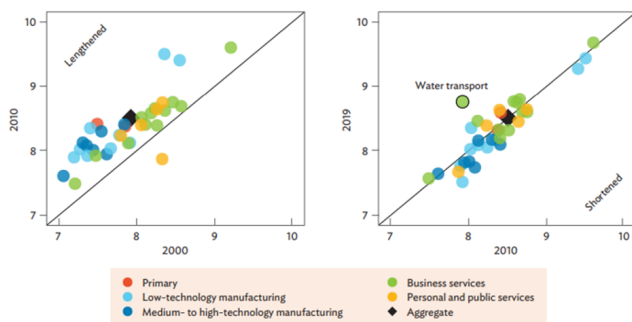 10
9
8
7
2010
Lengthened
7
8
9
10
2000
10
9
8
7
2019
Water transport
Shortened
7
8
9
10
2010
Primary
Low-technology manufacturing
Medium- to high-technology manufacturing
Business services
Personal and public services
Aggregate